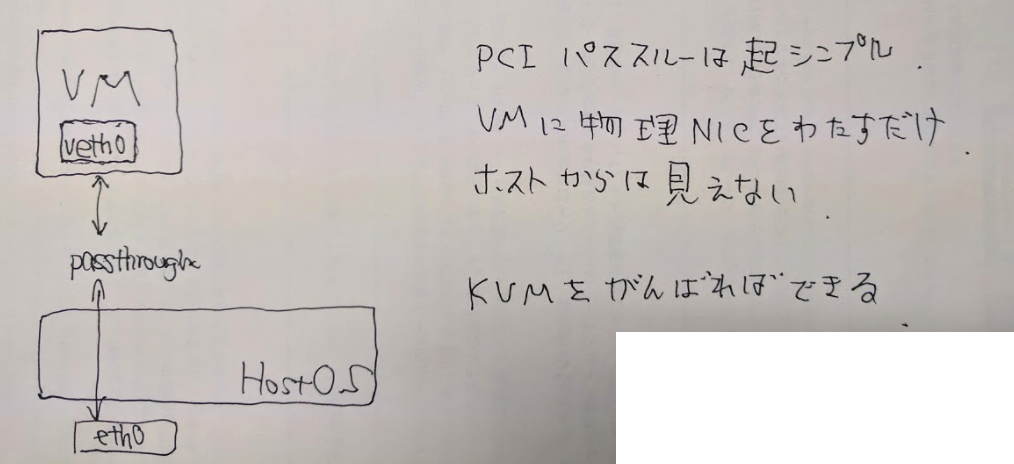 VM
veth0
passthrough
HostOS
eth0
PCI パススルーは起シンプル.
VMに物理NICをわたすだけ.
ホストからは見えない.
KVMをがんばればできる.